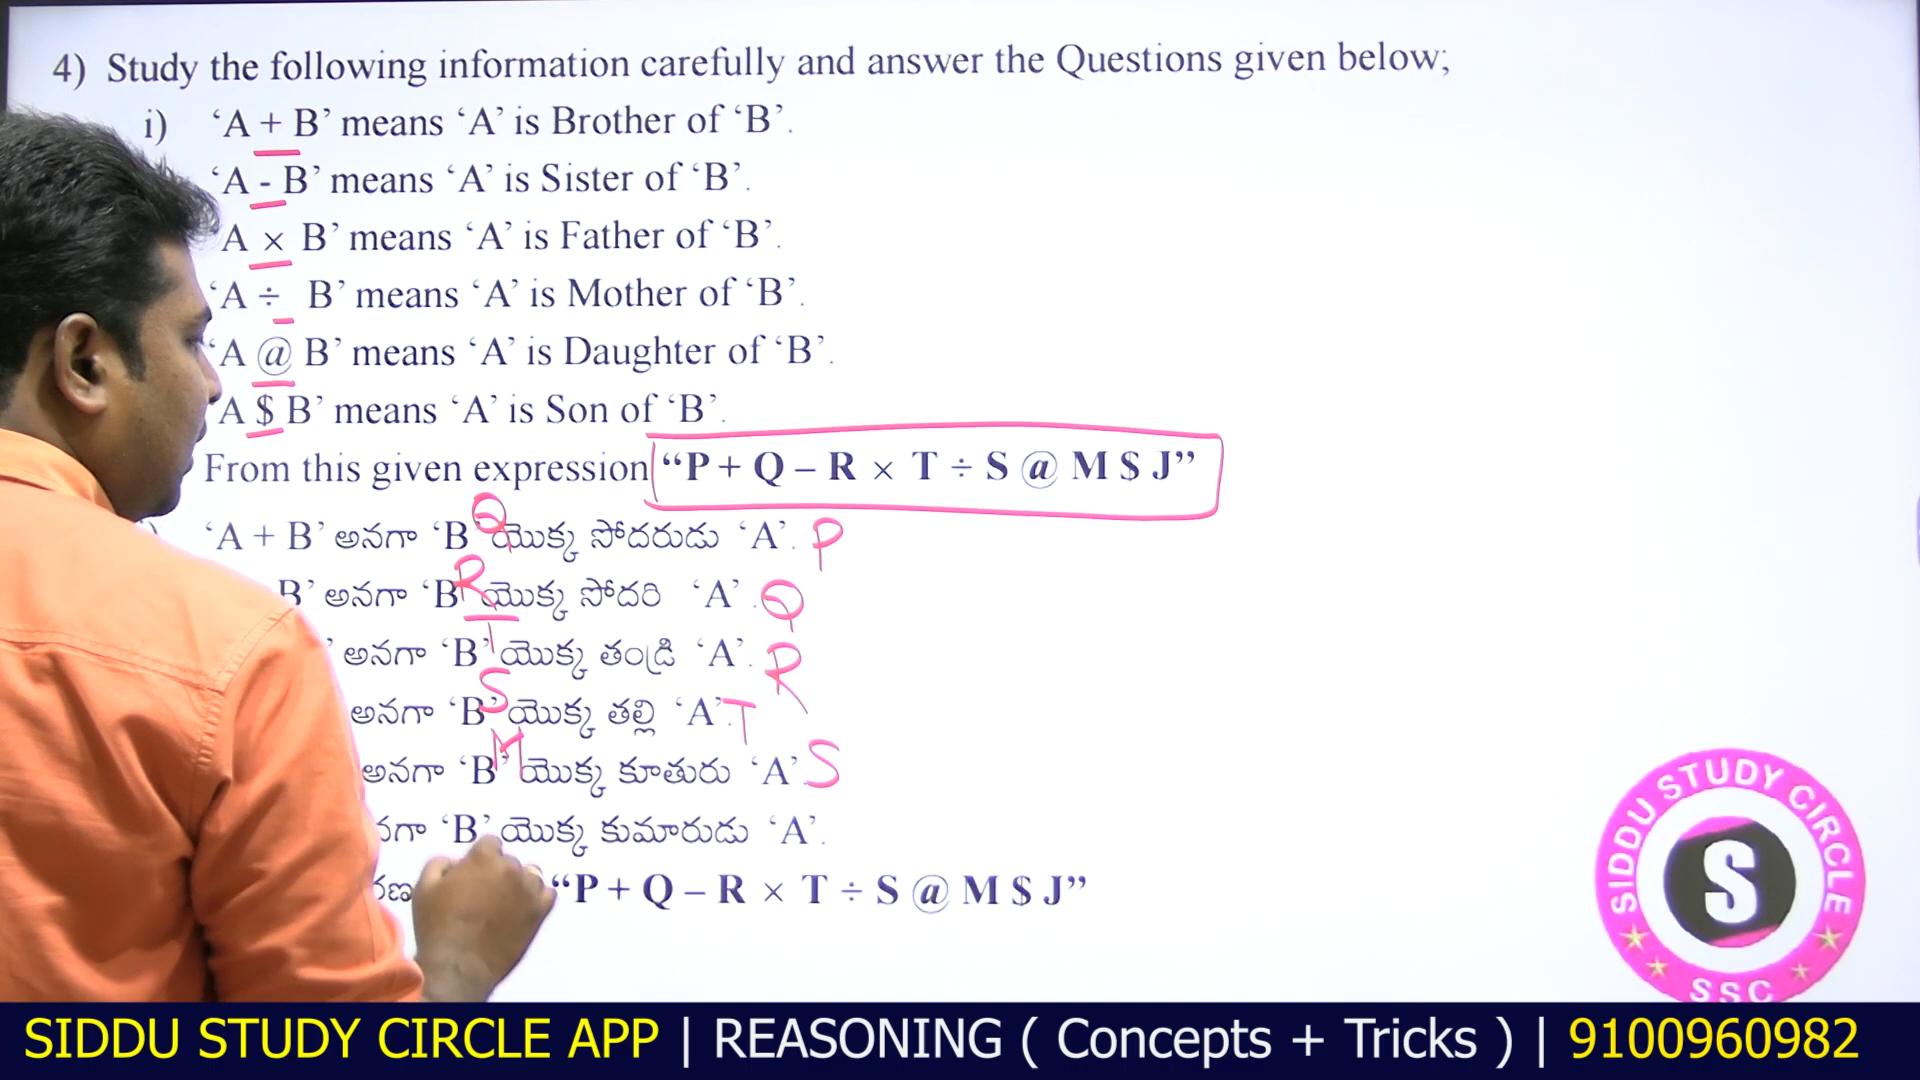 4) Study the following information carefully and answer the Questions given below;
i) ‘A + B’ means ‘A’ is Brother of ‘B’.
‘A - B’ means ‘A’ is Sister of ‘B’.
‘A × B’ means ‘A’ is Father of ‘B’.
‘A ÷ B’ means ‘A’ is Mother of ‘B’.
‘A @ B’ means ‘A’ is Daughter of ‘B’.
‘A $ B’ means ‘A’ is Son of ‘B’.
From this given expression “P + Q – R × T ÷ S @ M $ J”
‘A + B’ అనగా ‘B’ Q యొక్క సోదరుడు ‘A’. P
B’ అనగా ‘B’ R యొక్క సోదరి ‘A’. Q
’ అనగా ‘B’ T యొక్క తండ్రి ‘A’. R
అనగా ‘B’ S యొక్క తల్లి ‘A’. T
అనగా ‘B’ M యొక్క కూతురు ‘A’. S
నగా ‘B’ యొక్క కుమారుడు ‘A’.
“P + Q – R × T ÷ S @ M $ J”
SIDDU STUDY CIRCLE
S
SSC
SIDDU STUDY CIRCLE APP | REASONING ( Concepts + Tricks ) | 9100960982